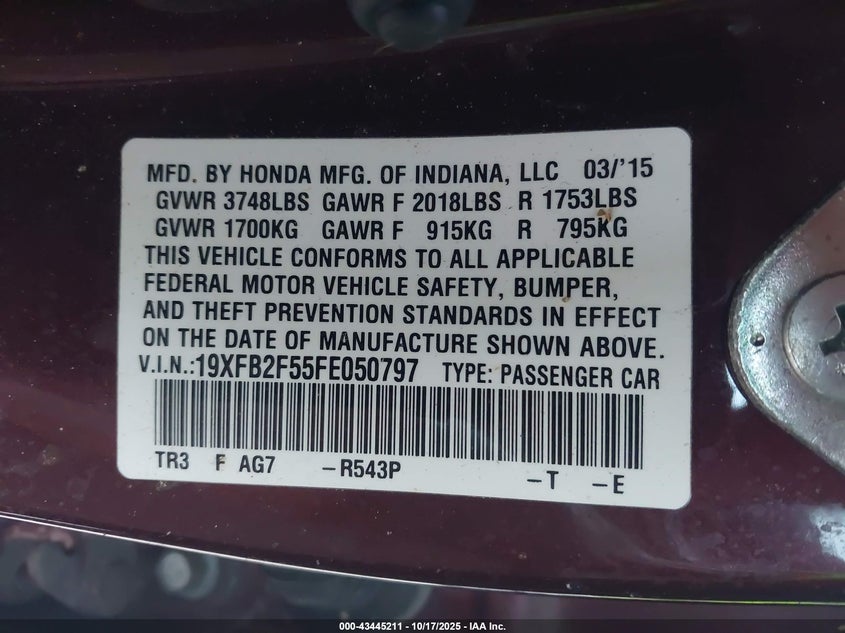 MFD. BY HONDA MFG. OF INDIANA, LLC 03/'15
GVWR 3748LBS GAWR F 2018LBS R 1753LBS
GVWR 1700KG GAWR F 915KG R 795KG
THIS VEHICLE CONFORMS TO ALL APPLICABLE
FEDERAL MOTOR VEHICLE SAFETY, BUMPER,
AND THEFT PREVENTION STANDARDS IN EFFECT
ON THE DATE OF MANUFACTURE SHOWN ABOVE.
V.I.N.:19XFB2F55FE050797 TYPE: PASSENGER CAR
TR3 F AG7 –R543P –T –E
000-43445211 - 10/17/2025 - IAA Inc.